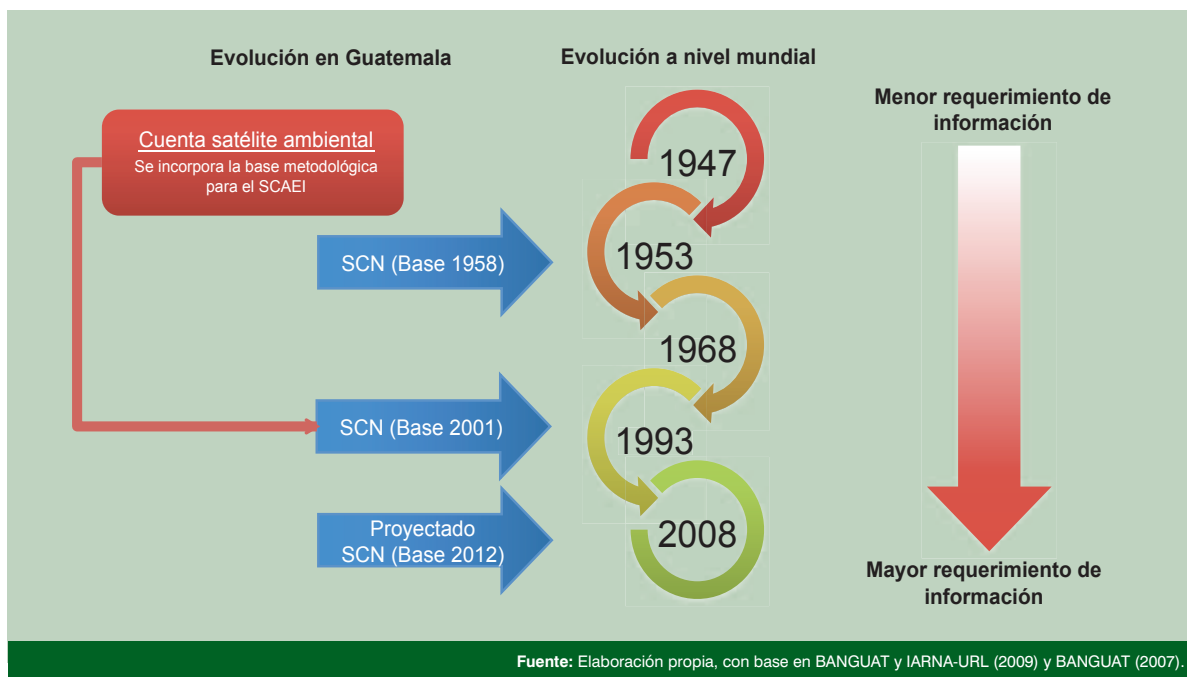 Evolución en Guatemala
Evolución a nivel mundial
Menor requerimiento de
información
Cuenta satélite ambiental
Se incorpora la base metodológica
para el SCAEI
1947
1953
SCN (Base 1958)
1968
1993
SCN (Base 2001)
2008
Proyectado
SCN (Base 2012)
Mayor requerimiento de
información
Fuente: Elaboración propia, con base en BANGUAT y IARNA-URL (2009) y BANGUAT (2007).